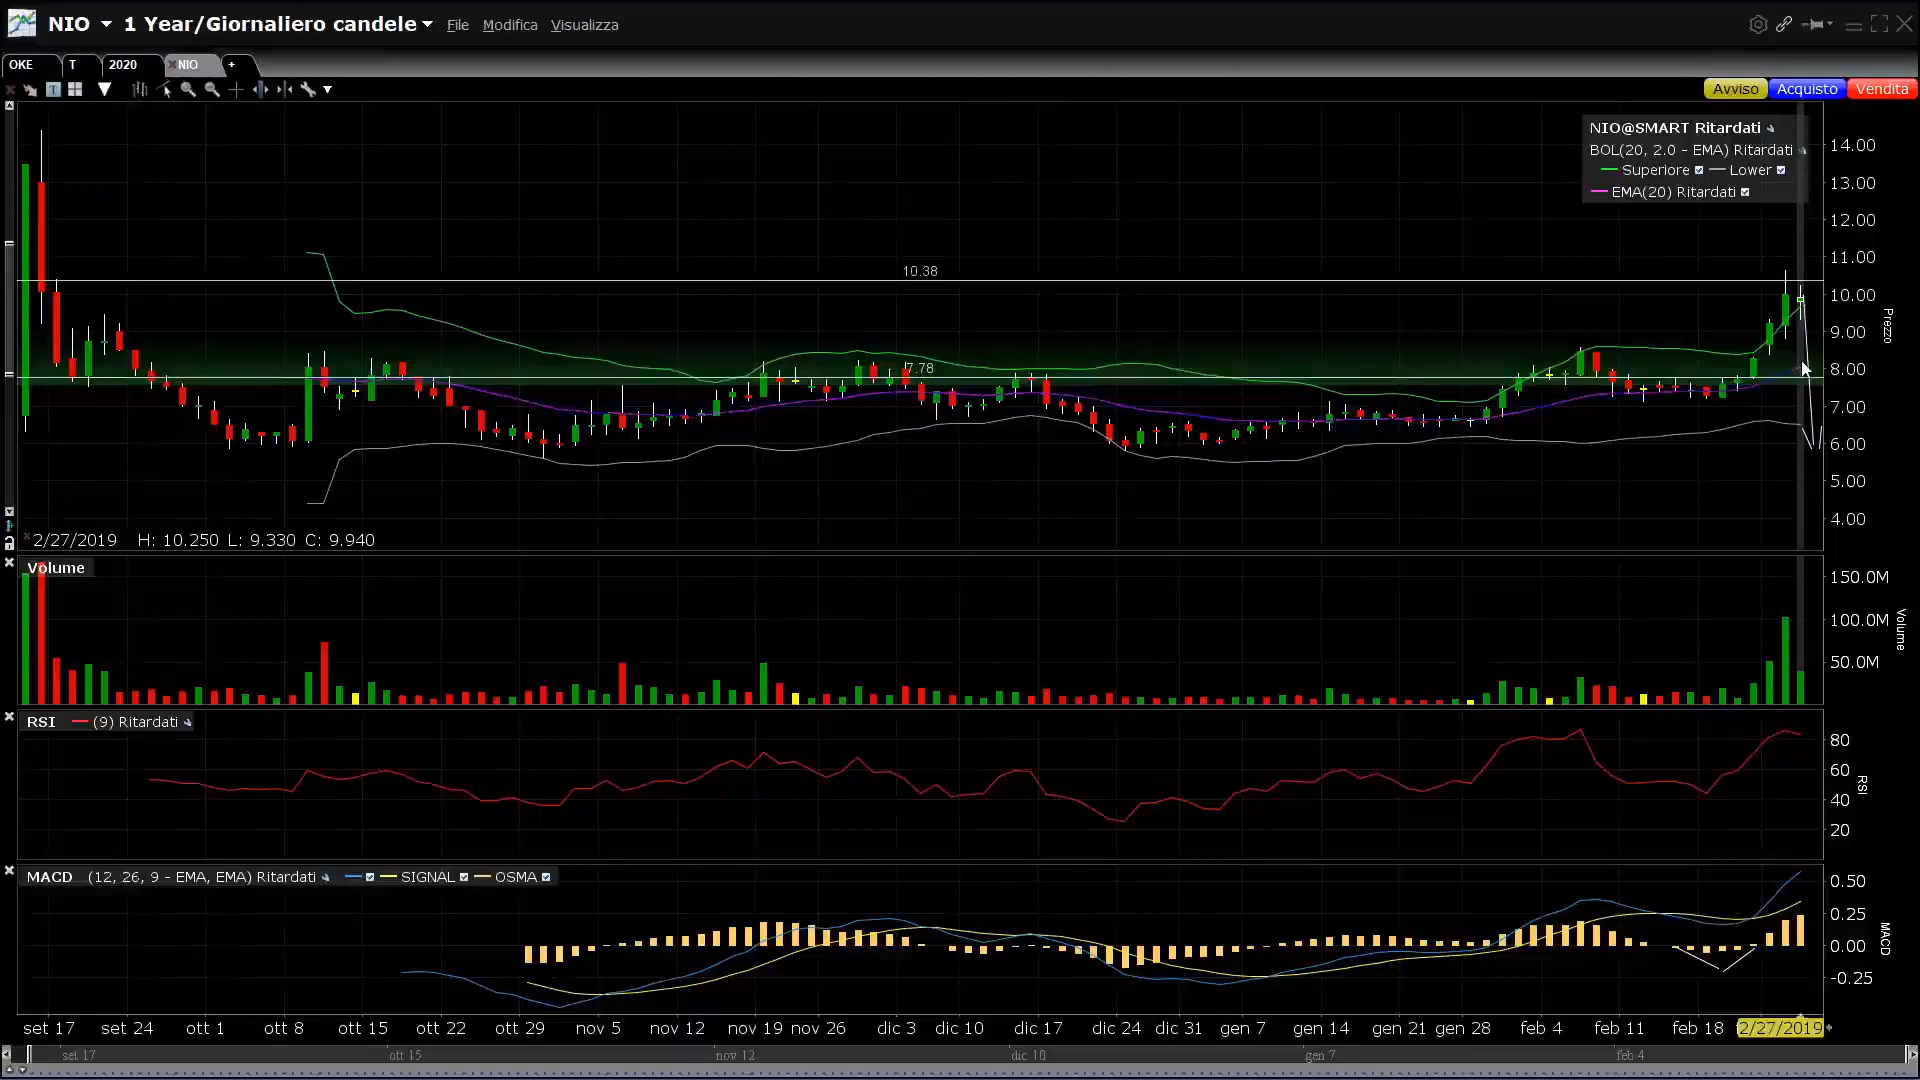 NIO 1 Year/Giornaliero candele File Modifica Visualizza
OKE T 2020 NIO +
Avviso Acquisto Vendita
NIO@SMART Ritardati
BOL(20, 2.0 - EMA) Ritardati
Superiore Lower
EMA(20) Ritardati
14.00
13.00
12.00
11.00
10.00
9.00
8.00
7.00
6.00
5.00
4.00
Prezzo
10.38
7.78
2/27/2019 H: 10.250 L: 9.330 C: 9.940
Volume
150.0M
100.0M
50.0M
Volume
RSI (9) Ritardati
80
60
40
20
RSI
MACD (12, 26, 9 - EMA, EMA) Ritardati SIGNAL OSMA
0.50
0.25
0.00
-0.25
MACD
set 17 set 24 ott 1 ott 8 ott 15 ott 22 ott 29 nov 5 nov 12 nov 19 nov 26 dic 3 dic 10 dic 17 dic 24 dic 31 gen 7 gen 14 gen 21 gen 28 feb 4 feb 11 feb 18 2/27/2019
set 17 ott 15 nov 12 dic 10 gen 7 feb 4